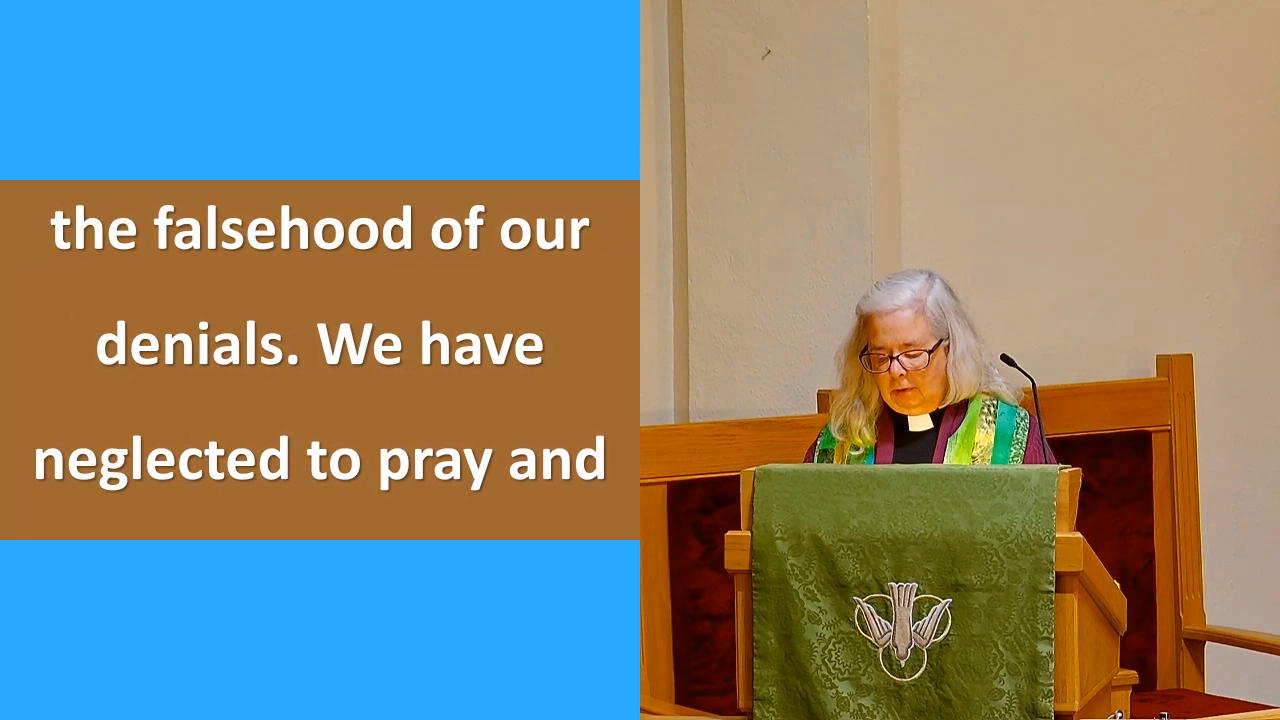 the falsehood of our
denials. We have
neglected to pray and